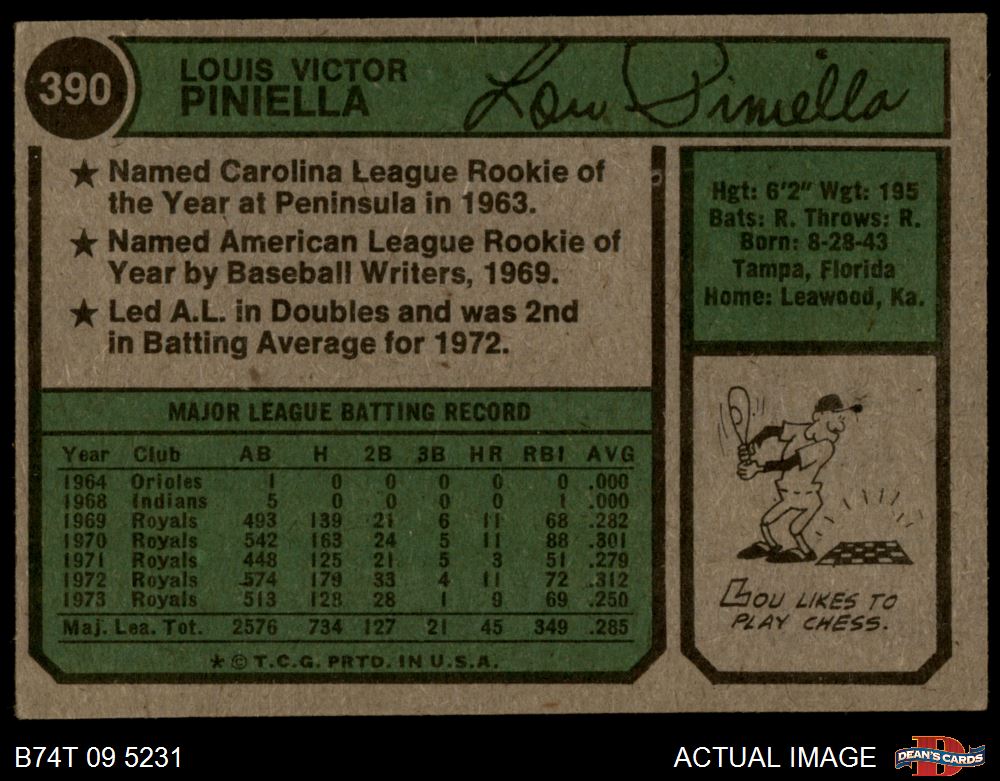 390
LOUIS VICTOR
PINIELLA
Lou Piniella
★ Named Carolina League Rookie of
the Year at Peninsula in 1963.
★ Named American League Rookie of
Year by Baseball Writers, 1969.
★ Led A.L. in Doubles and was 2nd
in Batting Average for 1972.
Hgt: 6'2" Wgt: 195
Bats: R. Throws: R.
Born: 8-28-43
Tampa, Florida
Home: Leawood, Ka.
MAJOR LEAGUE BATTING RECORD
Year Club AB H 2B 3B HR RBI AVG
1964 Orioles 1 0 0 0 0 0 .000
1968 Indians 5 0 0 0 0 1 .000
1969 Royals 493 139 21 6 11 68 .282
1970 Royals 542 163 24 5 11 88 .301
1971 Royals 448 125 21 5 3 51 .279
1972 Royals 574 179 33 4 11 72 .312
1973 Royals 513 128 28 1 9 69 .250
Maj. Lea. Tot. 2576 734 127 21 45 349 .285
★ © T.C.G. PRTD. IN U.S.A.
LOU LIKES TO
PLAY CHESS.
B74T 09 5231
ACTUAL IMAGE
D
DEAN'S CARDS